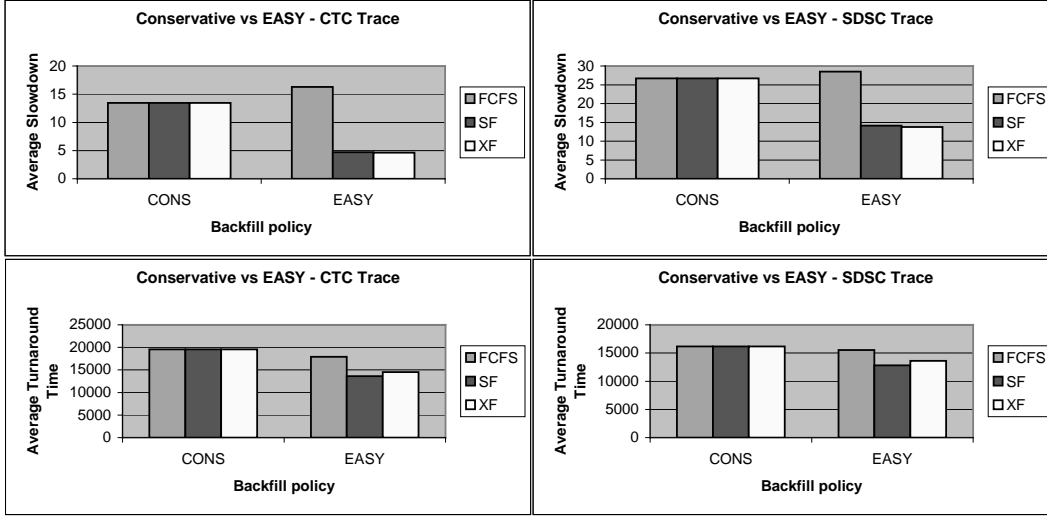 Conservative vs EASY - CTC Trace
20
15
10
5
0
Average Slowdown
CONS
EASY
Backfill policy
FCFS
SF
XF
Conservative vs EASY - SDSC Trace
30
25
20
15
10
5
0
Average Slowdown
CONS
EASY
Backfill policy
FCFS
SF
XF
Conservative vs EASY - CTC Trace
25000
20000
15000
10000
5000
0
Average Turnaround
Time
CONS
EASY
Backfill policy
FCFS
SF
XF
Conservative vs EASY - SDSC Trace
20000
15000
10000
5000
0
Average Turnaround
Time
CONS
EASY
Backfill policy
FCFS
SF
XF